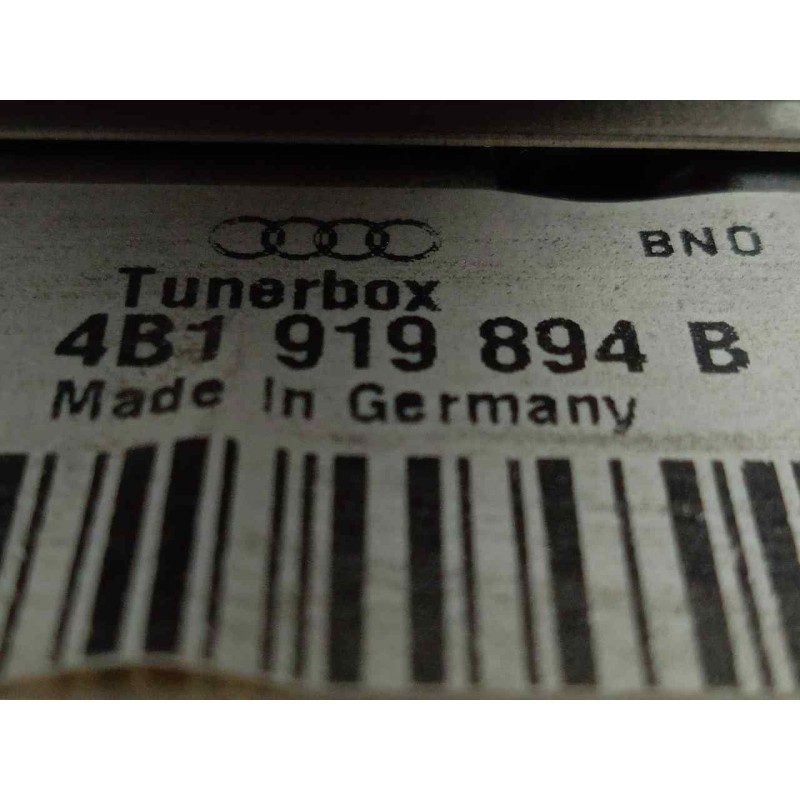 BNO
Tunerbox
4B1 919 894 B
Made In Germany